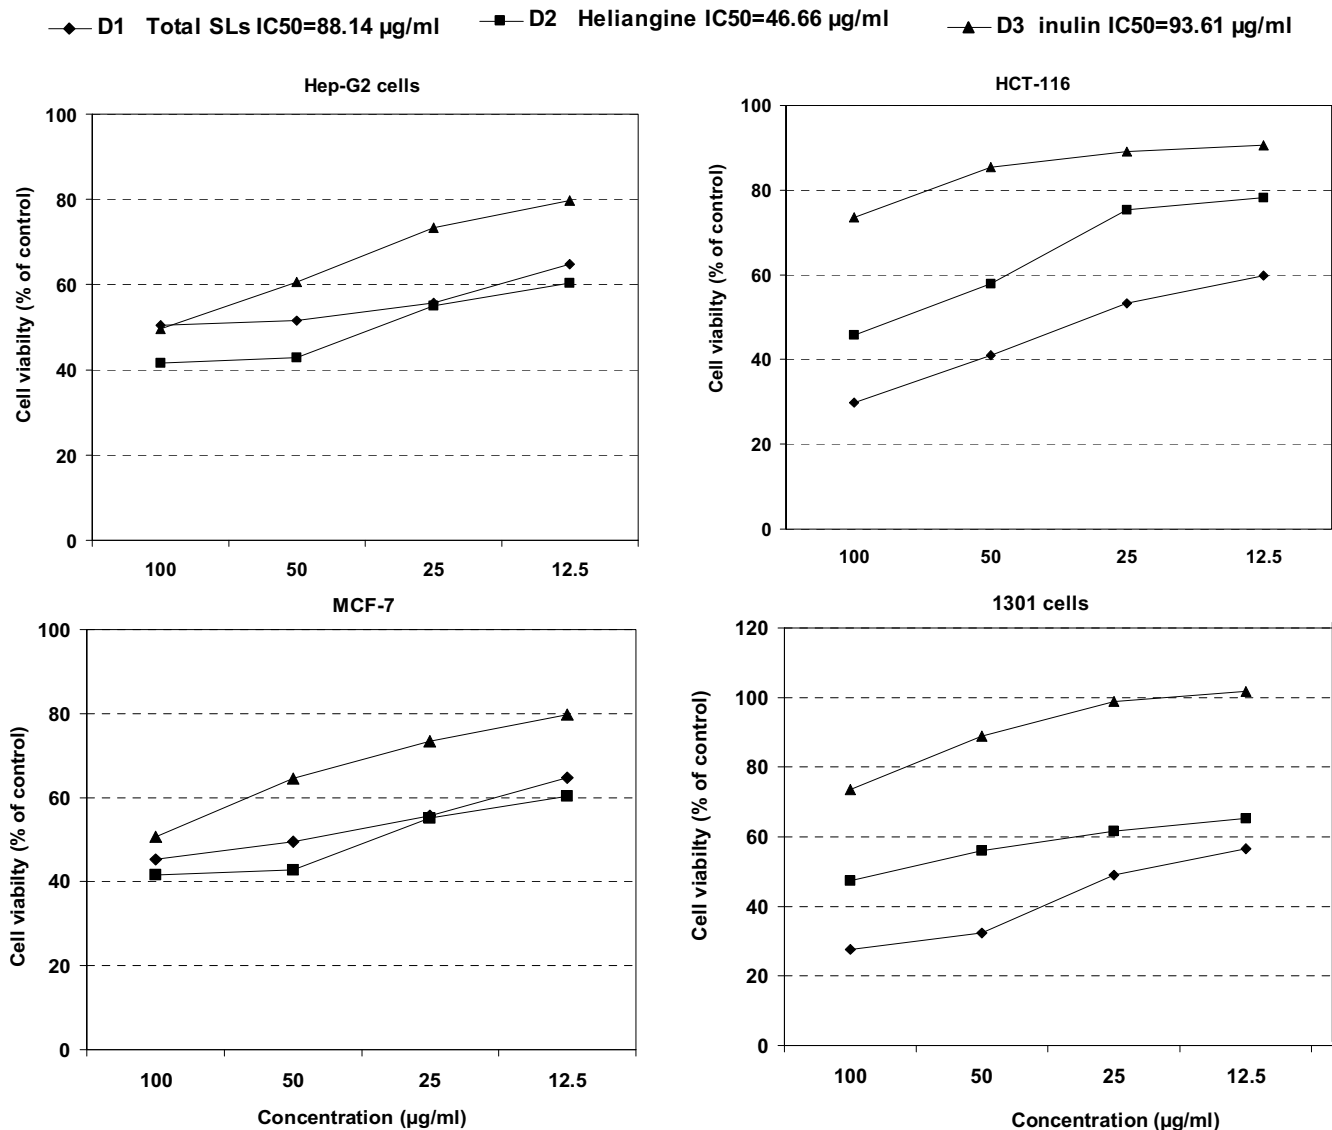 D1 Total SLs IC50=88.14 µg/ml
D2 Heliangine IC50=46.66 µg/ml
D3 inulin IC50=93.61 µg/ml
Hep-G2 cells
Cell viabilty (% of control)
100
80
60
40
20
0
100 50 25 12.5
HCT-116
Cell viabilty (% of control)
100
80
60
40
20
0
100 50 25 12.5
MCF-7
Cell viabilty (% of control)
100
80
60
40
20
0
100 50 25 12.5
Concentration (µg/ml)
1301 cells
Cell viabilty (% of control)
120
100
80
60
40
20
0
100 50 25 12.5
Concentration (µg/ml)